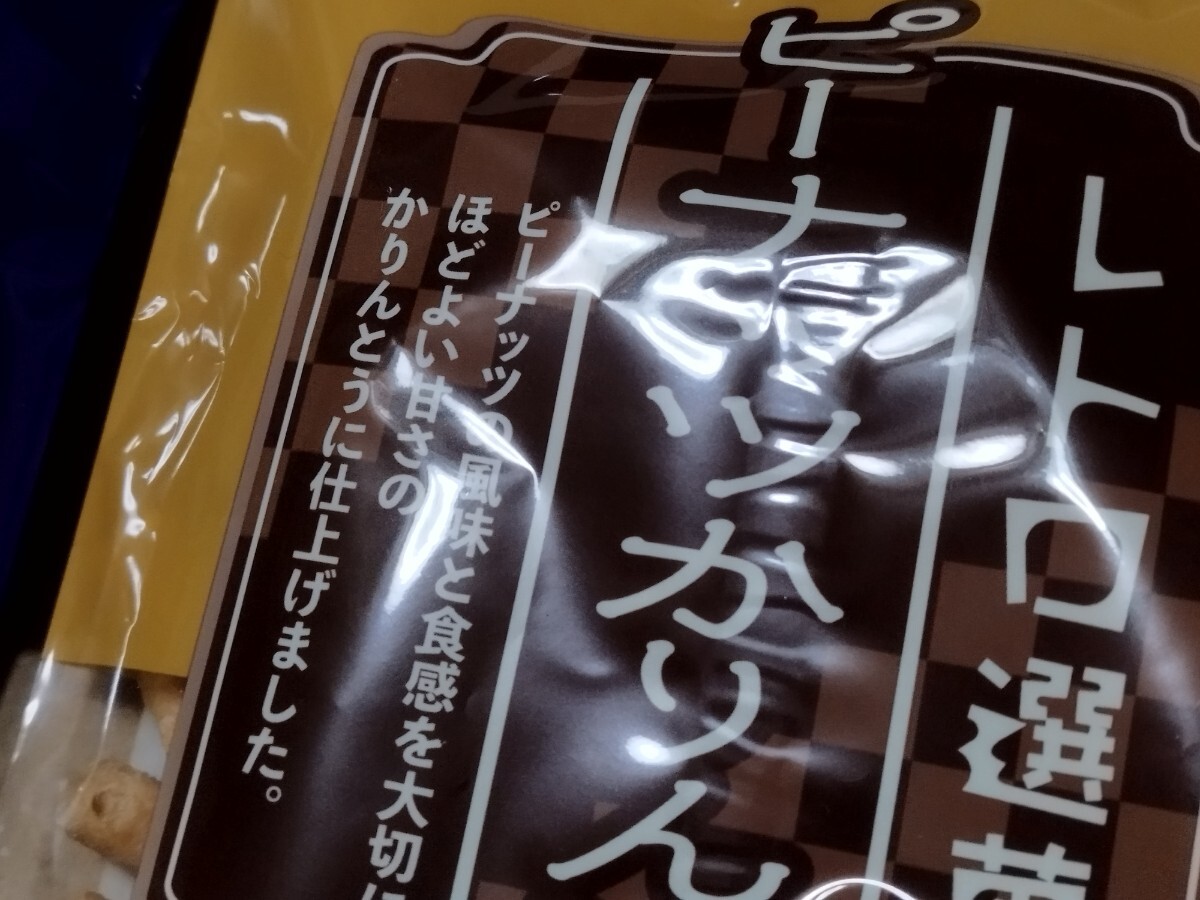 レトロ選菓
ピーナツかりん
ピーナッツの風味と食感を大切に
ほどよい甘さの
かりんとうに仕上げました。